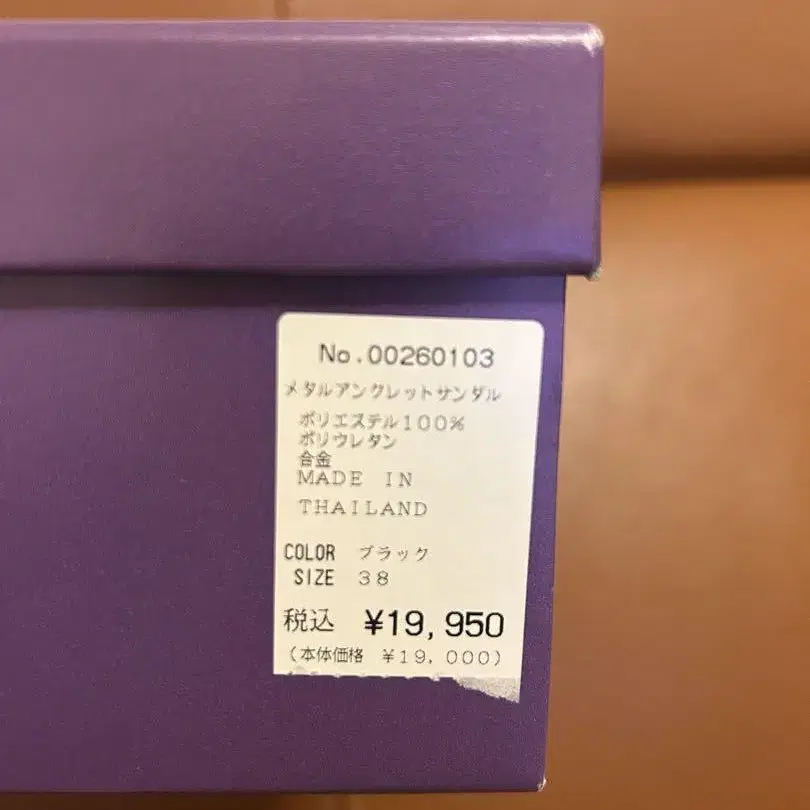 No.00260103
メタルアンクレットサンダル
ポリエステル100%
ポリウレタン
合金
MADE IN
THAILAND
COLOR ブラック
SIZE 38
税込 ¥19,950
(本体価格 ¥19,000)